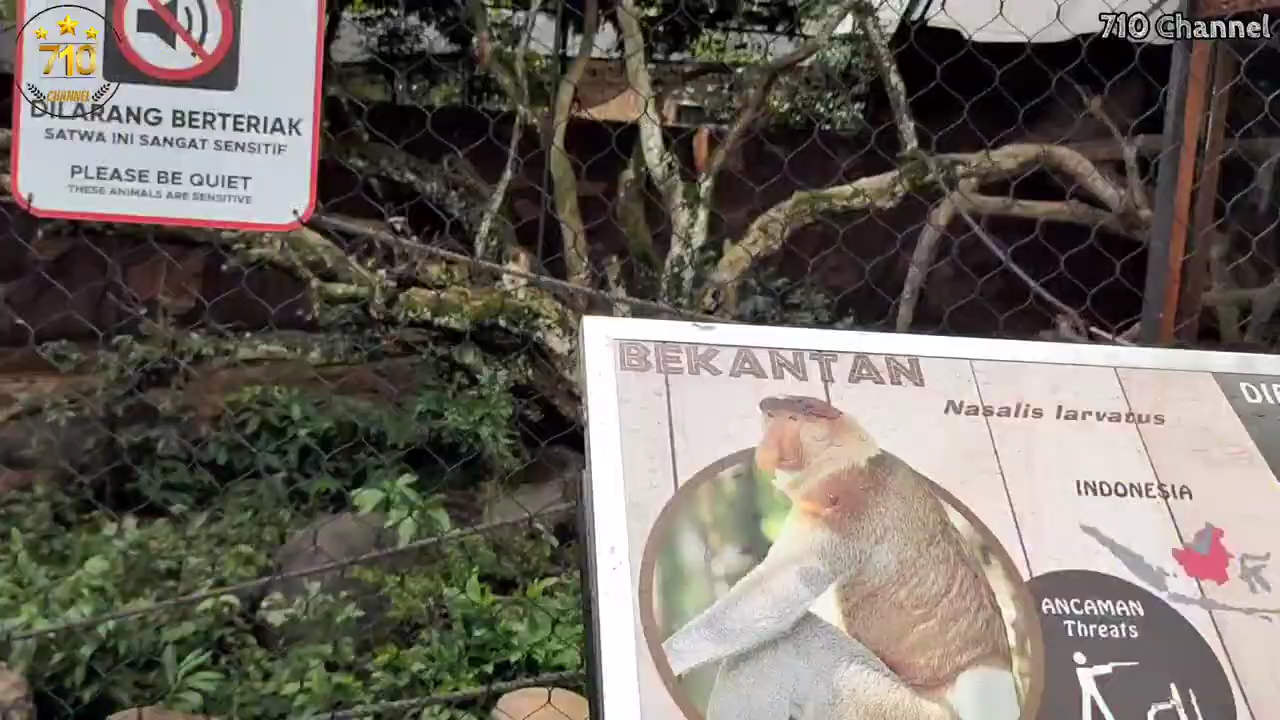 710 Channel
710
CHANNEL
DILARANG BERTERIAK
SATWA INI SANGAT SENSITIF
PLEASE BE QUIET
THESE ANIMALS ARE SENSITIVE
BEKANTAN
Nasalis larvatus
INDONESIA
ANCAMAN
Threats